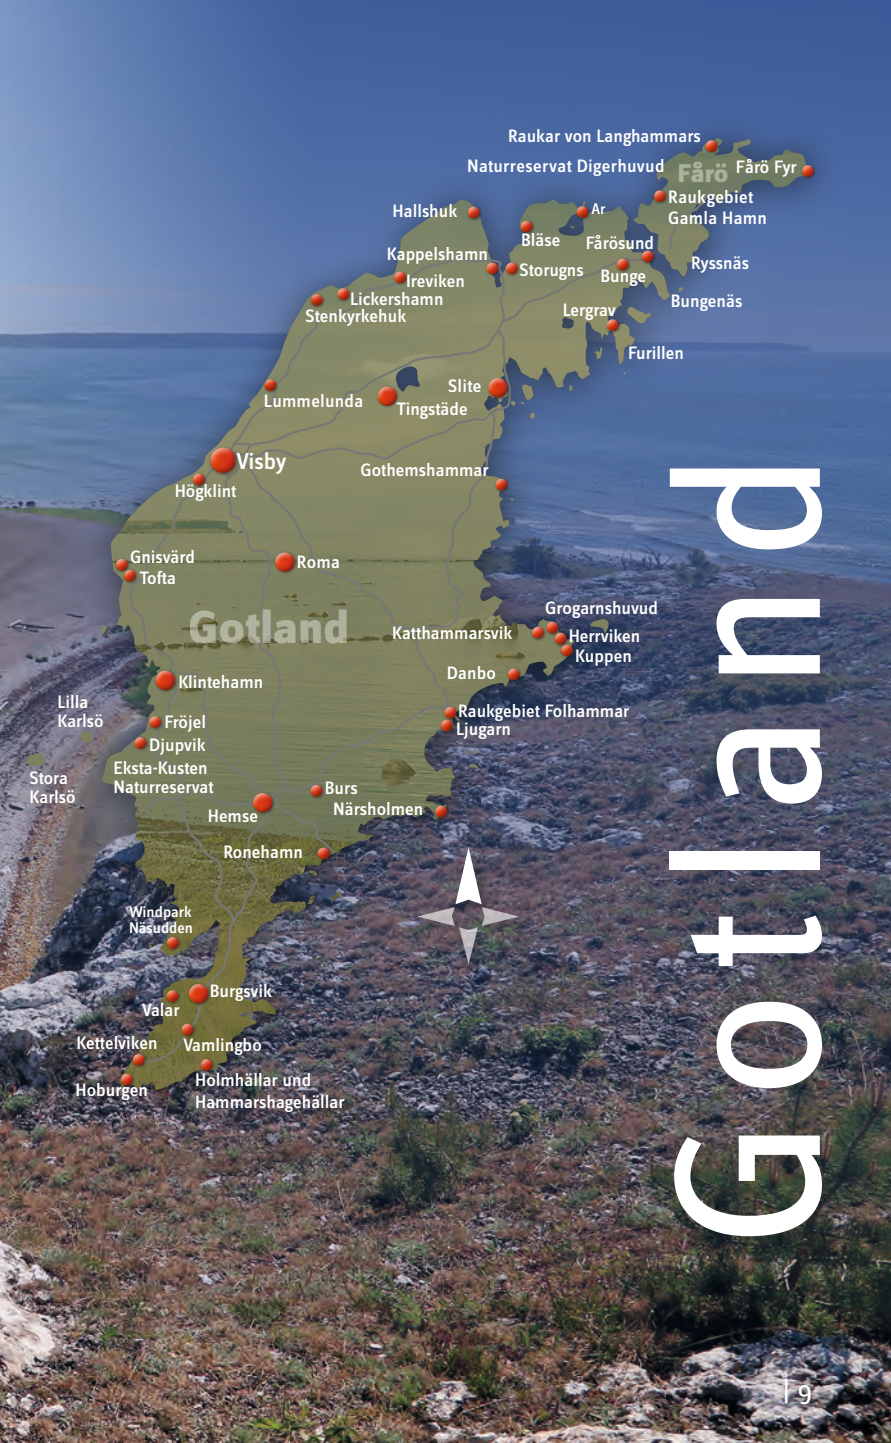 Raukar von Langhammars
Naturreservat Digerhuvud
Fårö
Fårö Fyr
Raukgebiet
Gamla Hamn
Hallshuk
Ar
Bläse
Fårösund
Kappelshamn
Storugns
Bunge
Ryssnäs
Ireviken
Lickershamn
Stenkyrkehuk
Bungenäs
Lergrav
Furillen
Slite
Lummelunda
Tingstäde
Visby
Gothemshammar
Högklint
Gnisvärd
Tofta
Roma
Gotland
Grogarnshuvud
Katthammarsvik
Herrviken
Kuppen
Danbo
Klintehamn
Lilla
Karlsö
Fröjel
Raukgebiet Folhammar
Ljugarn
Djupvik
Eksta-Kusten
Naturreservat
Stora
Karlsö
Burs
Närsholmen
Hemse
Ronehamn
Windpark
Näsudden
Burgsvik
Valar
Kettelviken
Vamlingbo
Hoburgen
Holmhällar und
Hammarshagehällar
Gotland
| 9